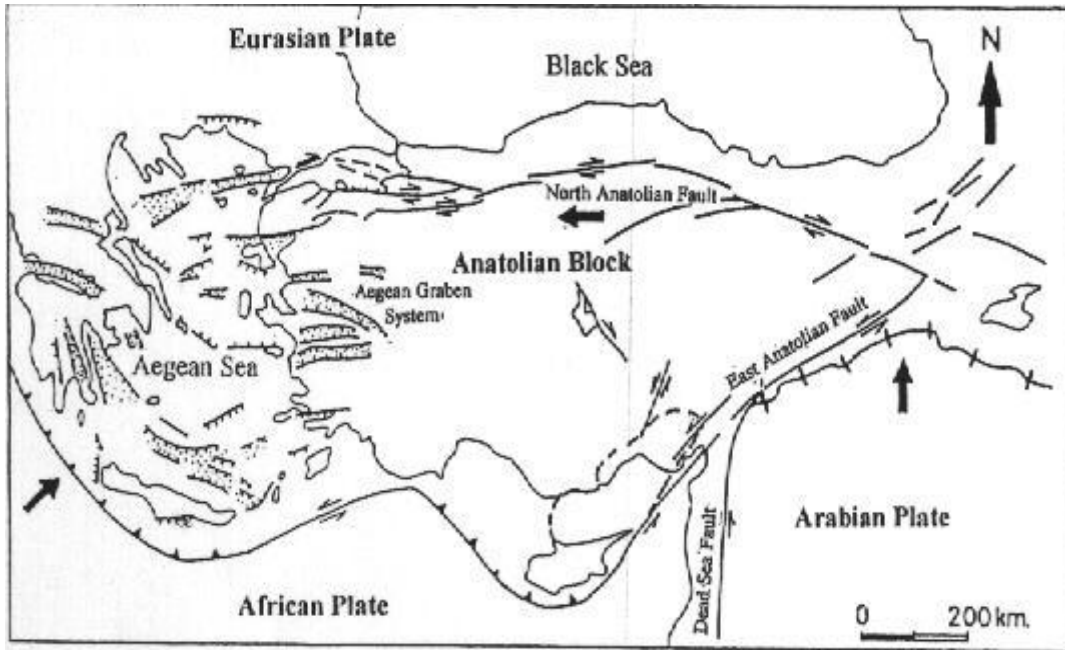 Eurasian Plate
Black Sea
N
North Anatolian Fault
Anatolian Block
Aegean Graben
System
Aegean Sea
East Anatolian Fault
Arabian Plate
Dead Sea Fault
African Plate
0 200 km.